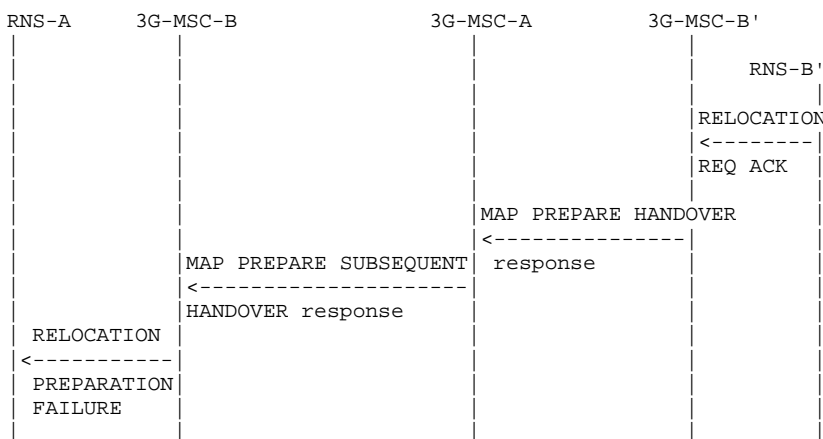 RNS-A 3G-MSC-B 3G-MSC-A 3G-MSC-B'
RNS-B'
RELOCATION
REQ ACK
MAP PREPARE HANDOVER
response
MAP PREPARE SUBSEQUENT
HANDOVER response
RELOCATION
PREPARATION
FAILURE